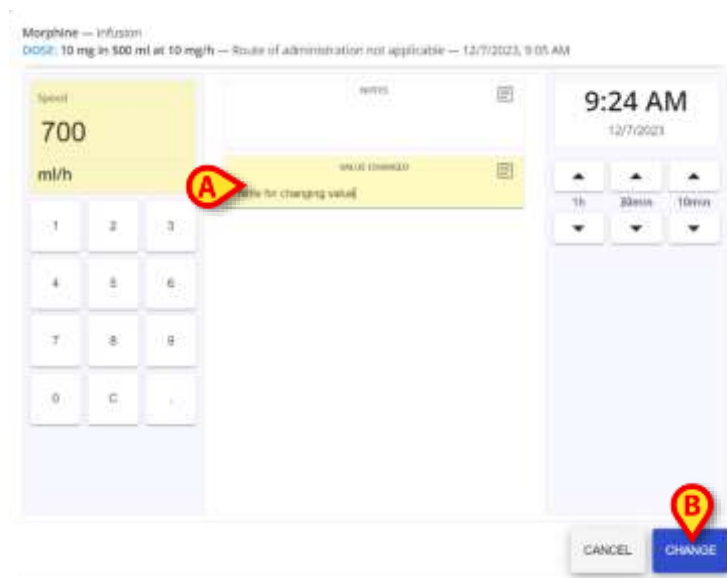 Morphine — Infusion
DOSE: 10 mg in 500 ml at 10 mg/h — Route of administration not applicable — 12/7/2023, 9:05 AM
Speed
700
ml/h
1 2 3
4 5 6
7 8 9
0 C .
NOTES
VALUE CHANGED
A
for changing value
9:24 AM
12/7/2023
1h 30min 10min
B
CANCEL CHANGE